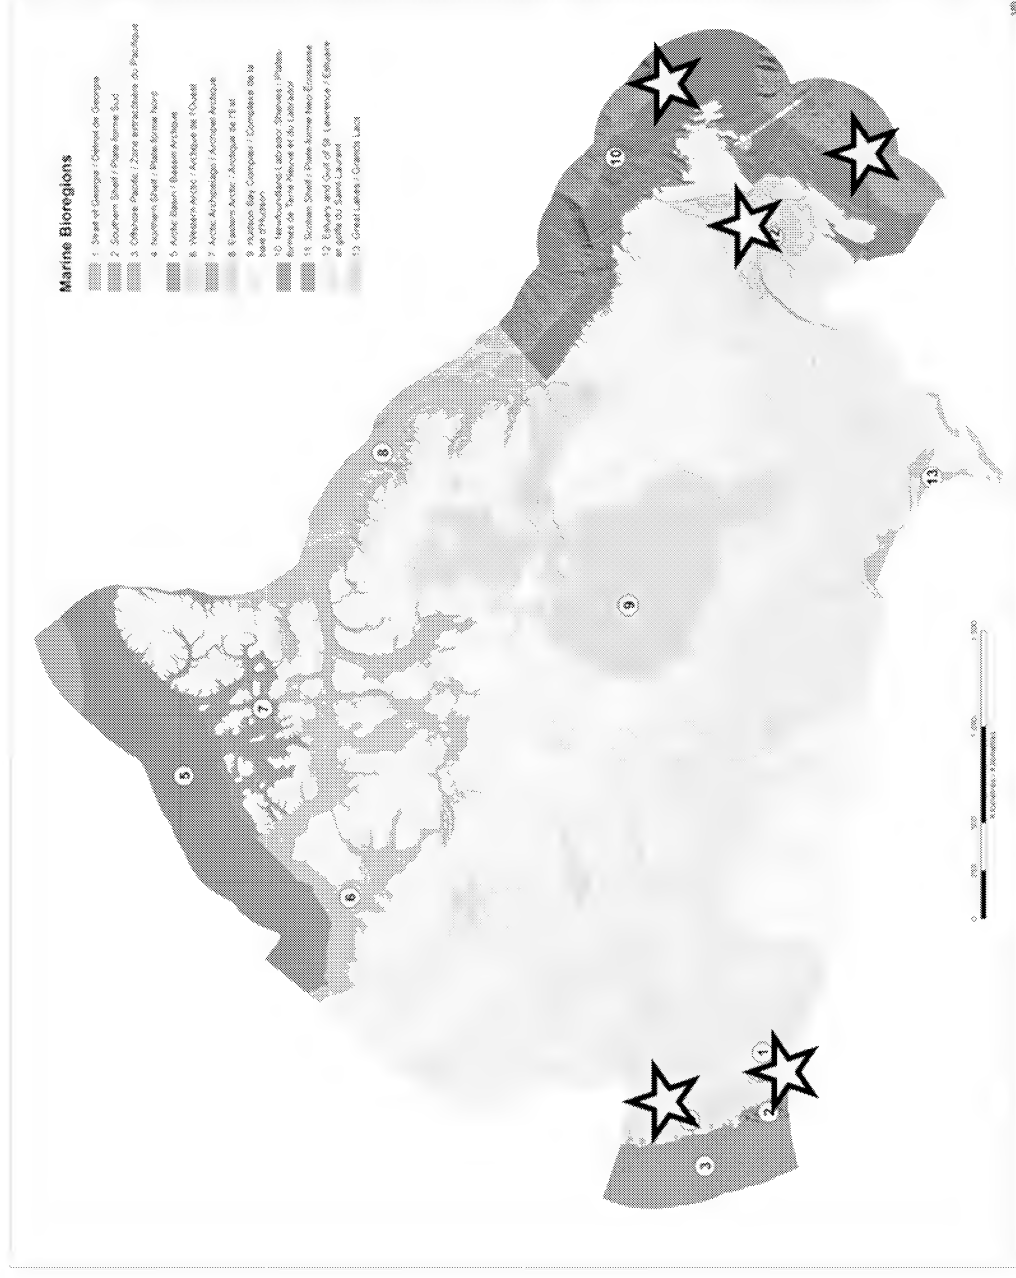 Marine Bioregions
1 Strait of Georgia / Détroit de Georgia
2 Southern Shelf / Plate-forme Sud
3 Offshore Pacific / Zone extracôtière du Pacifique
4 Northern Shelf / Plate-forme Nord
5 Arctic Basin / Bassin Arctique
6 Western Arctic / Arctique de l'Ouest
7 Arctic Archipelago / Archipel Arctique
8 Eastern Arctic / Arctique de l'Est
9 Hudson Bay Complex / Complexe de la
baie d'Hudson
10 Newfoundland-Labrador Shelves / Plates-
formes de Terre-Neuve et du Labrador
11 Scotian Shelf / Plate-forme Néo-Écossaise
12 Estuary and Gulf of St. Lawrence / Estuaire
et golfe du Saint-Laurent
13 Great Lakes / Grands Lacs
5
7
6
8
10
9
13
1
2
3
0
250
500
1,000
1,500